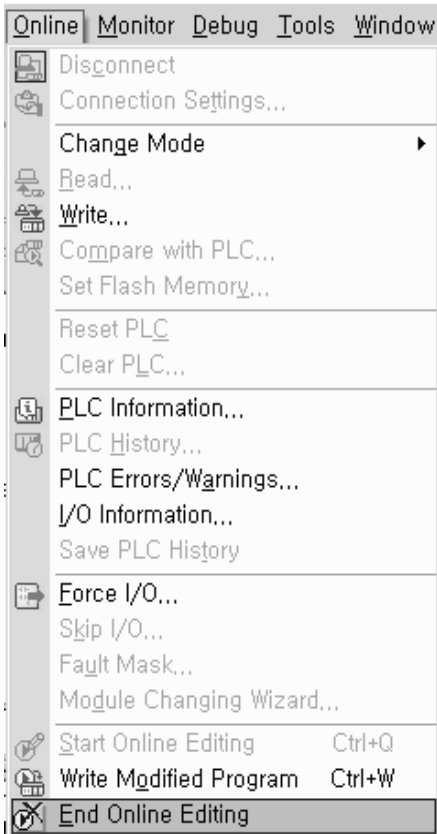 Online Monitor Debug Tools Window
Disconnect
Connection Settings...
Change Mode
Read...
Write...
Compare with PLC...
Set Flash Memory...
Reset PLC
Clear PLC...
PLC Information...
PLC History...
PLC Errors/Warnings...
I/O Information...
Save PLC History
Force I/O...
Skip I/O...
Fault Mask...
Module Changing Wizard...
Start Online Editing Ctrl+Q
Write Modified Program Ctrl+W
End Online Editing